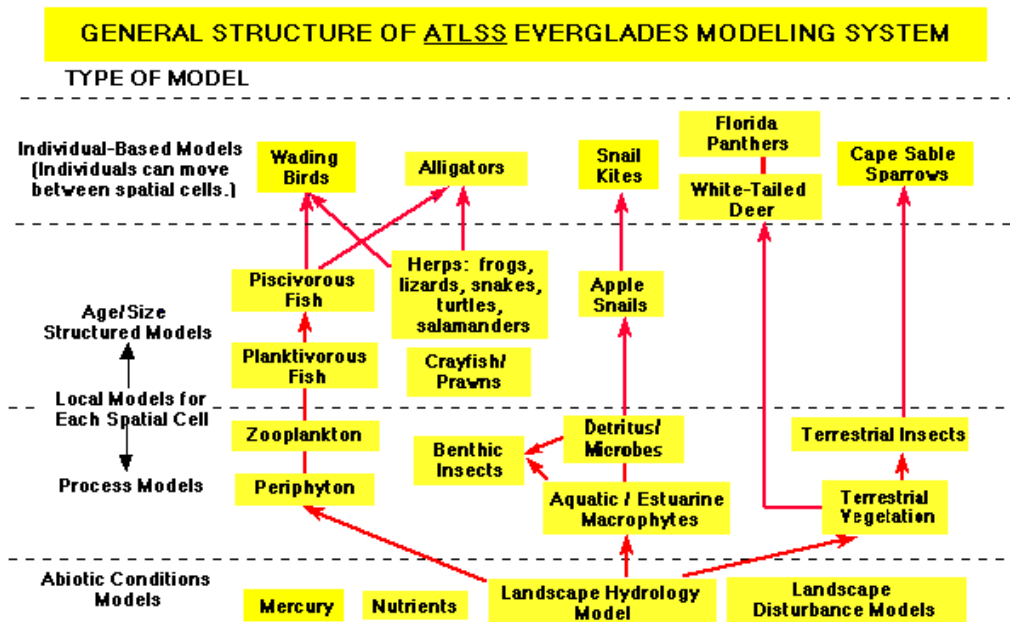 GENERAL STRUCTURE OF ATLSS EVERGLADES MODELING SYSTEM
TYPE OF MODEL
Individual-Based Models
(Individuals can move
between spatial cells.)
Wading
Birds
Alligators
Snail
Kites
Florida
Panthers
White-Tailed
Deer
Cape Sable
Sparrows
Age/Size
Structured Models
Piscivorous
Fish
Herps: frogs,
lizards, snakes,
turtles,
salamanders
Apple
Snails
Planktivorous
Fish
Crayfish/
Prawns
Local Models for
Each Spatial Cell
Process Models
Zooplankton
Benthic
Insects
Detritus/
Microbes
Terrestrial Insects
Periphyton
Aquatic / Estuarine
Macrophytes
Terrestrial
Vegetation
Abiotic Conditions
Models
Mercury
Nutrients
Landscape Hydrology
Model
Landscape
Disturbance Models